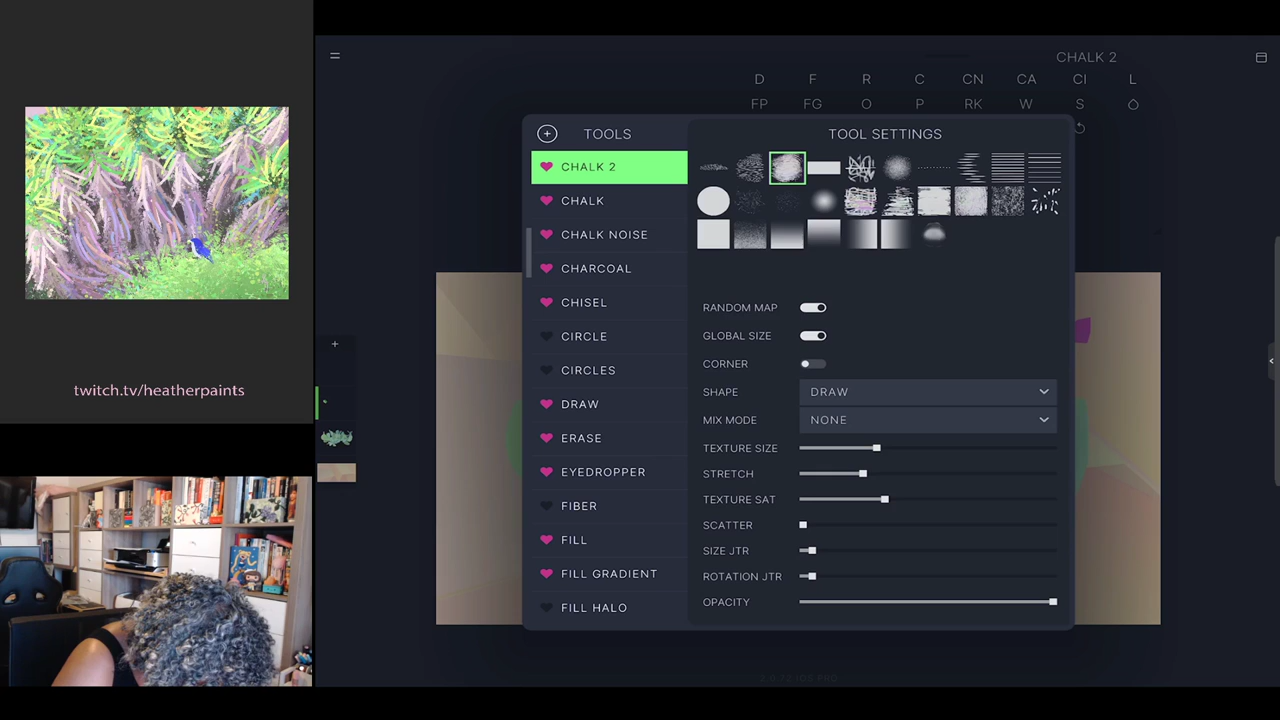 twitch.tv/heatherpaints
CHALK 2
D F R C CN CA CI L
FP FG O P RK W S
TOOLS
CHALK 2
CHALK
CHALK NOISE
CHARCOAL
CHISEL
CIRCLE
CIRCLES
DRAW
ERASE
EYEDROPPER
FIBER
FILL
FILL GRADIENT
FILL HALO
TOOL SETTINGS
RANDOM MAP
GLOBAL SIZE
CORNER
SHAPE DRAW
MIX MODE NONE
TEXTURE SIZE
STRETCH
TEXTURE SAT
SCATTER
SIZE JTR
ROTATION JTR
OPACITY